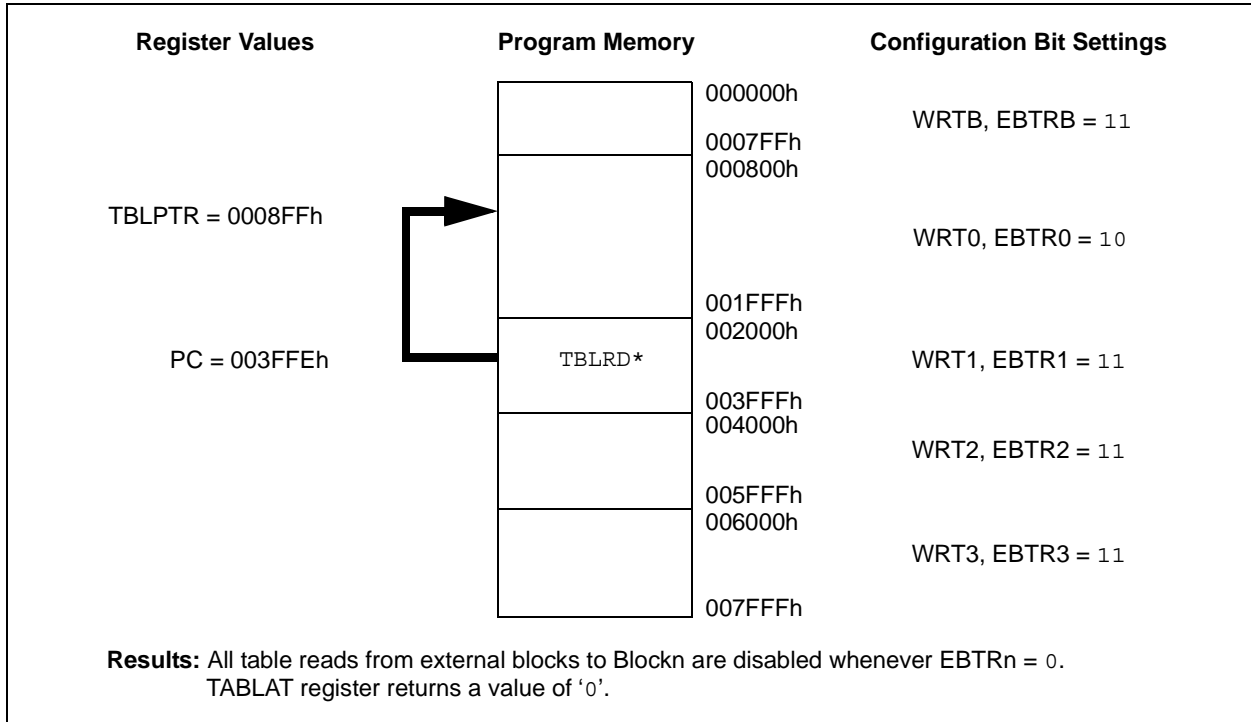 Register Values Program Memory Configuration Bit Settings
000000h
WRTB, EBTRB = 11
0007FFh
000800h
TBLPTR = 0008FFh
WRT0, EBTR0 = 10
001FFFh
002000h
PC = 003FFEh TBLRD* WRT1, EBTR1 = 11
003FFFh
004000h
WRT2, EBTR2 = 11
005FFFh
006000h
WRT3, EBTR3 = 11
007FFFh
Results: All table reads from external blocks to Blockn are disabled whenever EBTRn = 0.
TABLAT register returns a value of ‘0’.